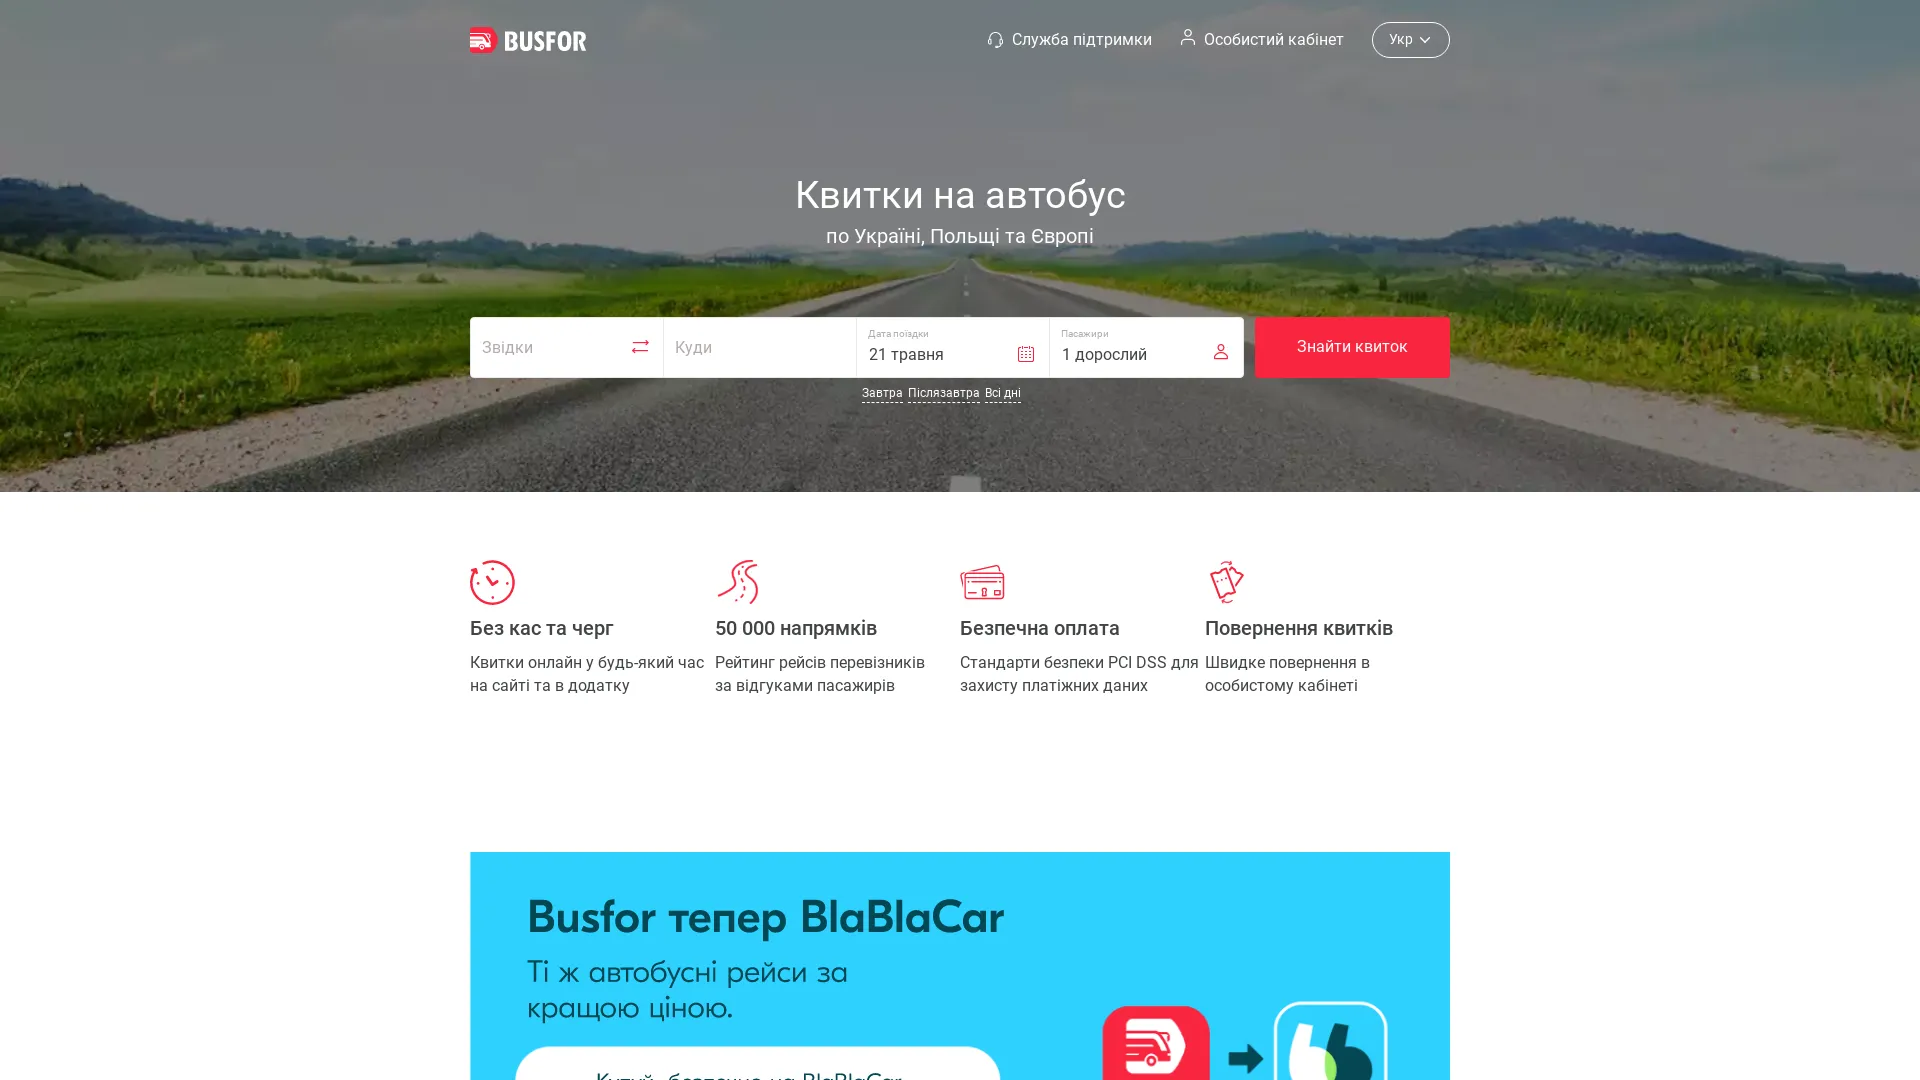 BUSFOR
Служба підтримки
Особистий кабінет
Укр
Квитки на автобус
по Україні, Польщі та Європі
Звідки
Куди
Дата поїздки
21 травня
Пасажири
1 дорослий
Знайти квиток
Завтра Післязавтра Всі дні
Без кас та черг
Квитки онлайн у будь-який час
на сайті та в додатку
50 000 напрямків
Рейтинг рейсів перевізників
за відгуками пасажирів
Безпечна оплата
Стандарти безпеки PCI DSS для
захисту платіжних даних
Повернення квитків
Швидке повернення в
особистому кабінеті
Busfor тепер BlaBlaCar
Ті ж автобусні рейси за
кращою ціною.
на BlaBlaCar